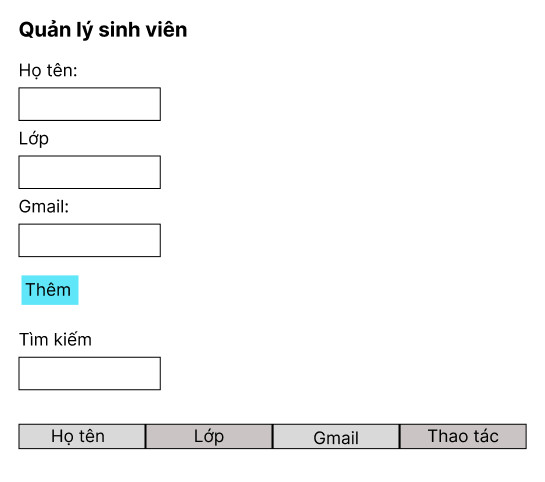 Quản lý sinh viên
Họ tên:
Lớp
Gmail:
Thêm
Tìm kiếm
Họ tên Lớp Gmail Thao tác